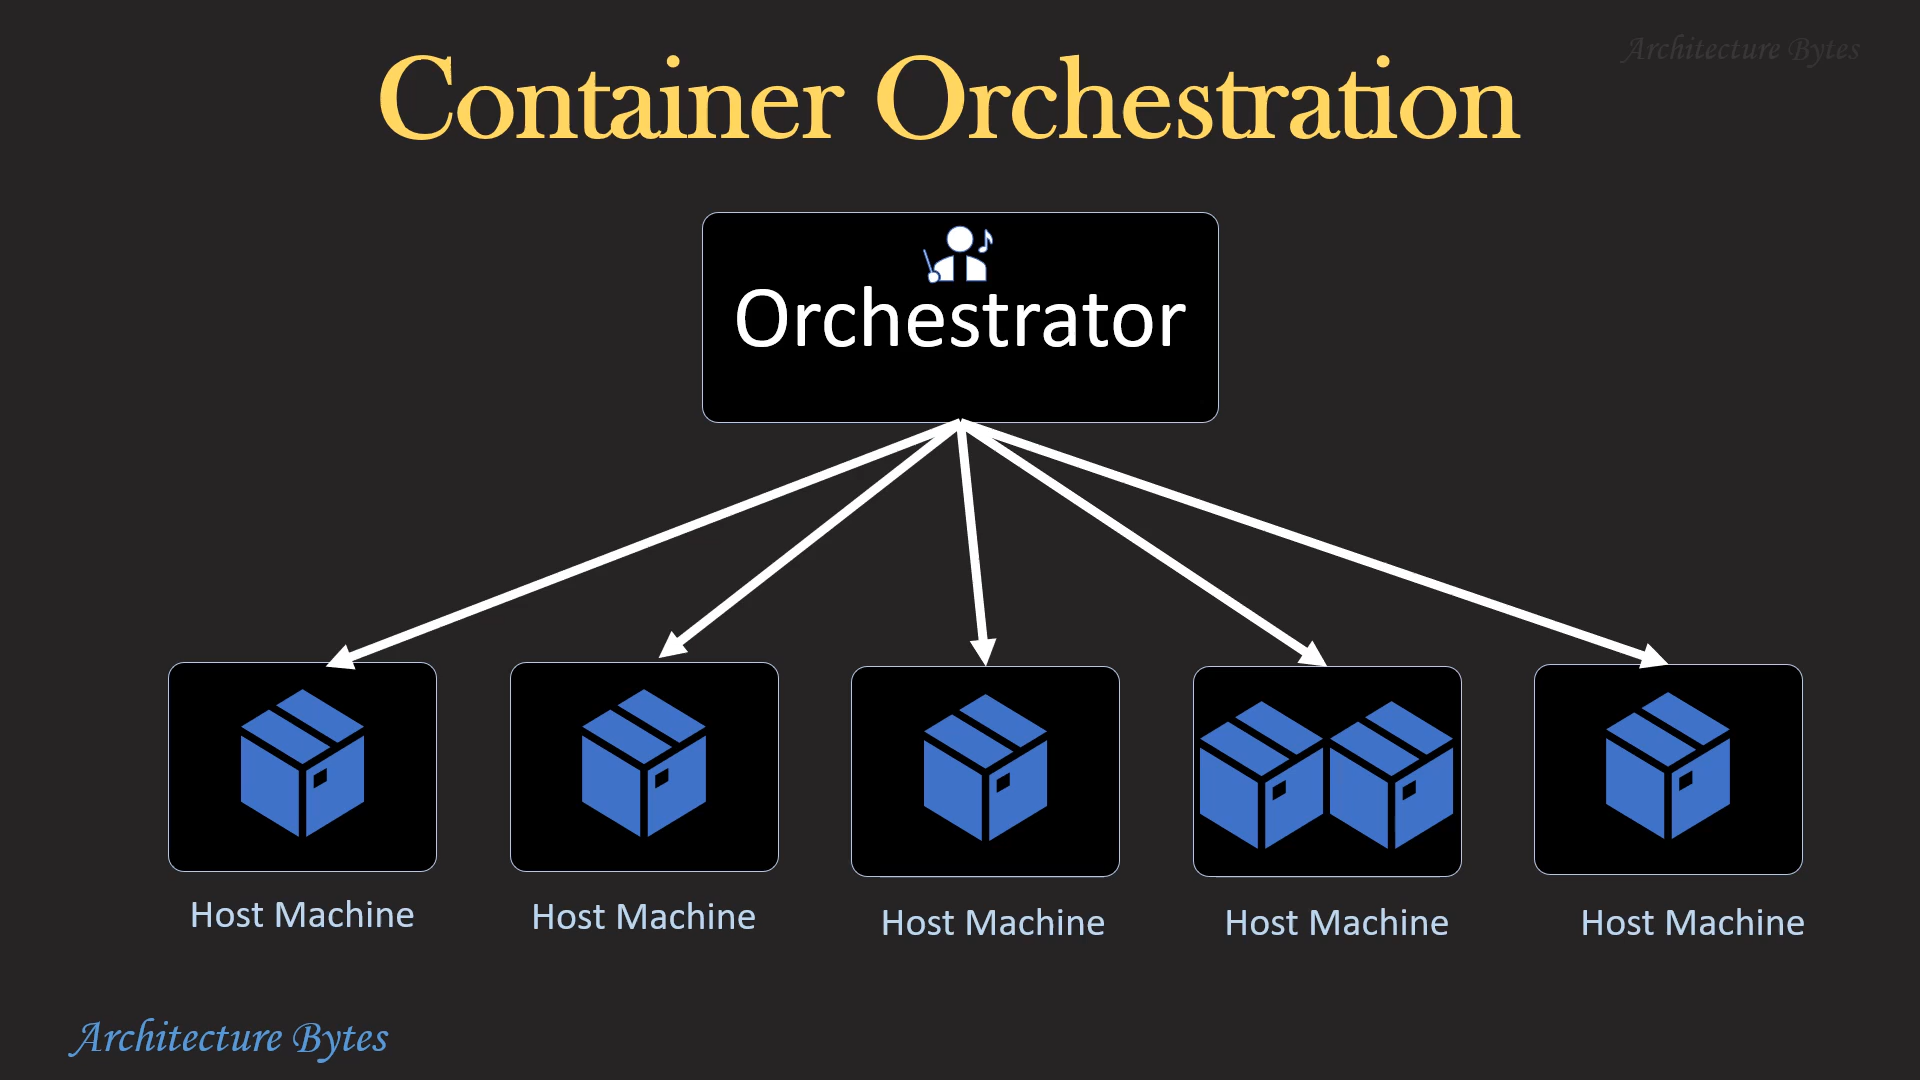 Architecture Bytes
Container Orchestration
Orchestrator
Host Machine
Host Machine
Host Machine
Host Machine
Host Machine
Architecture Bytes